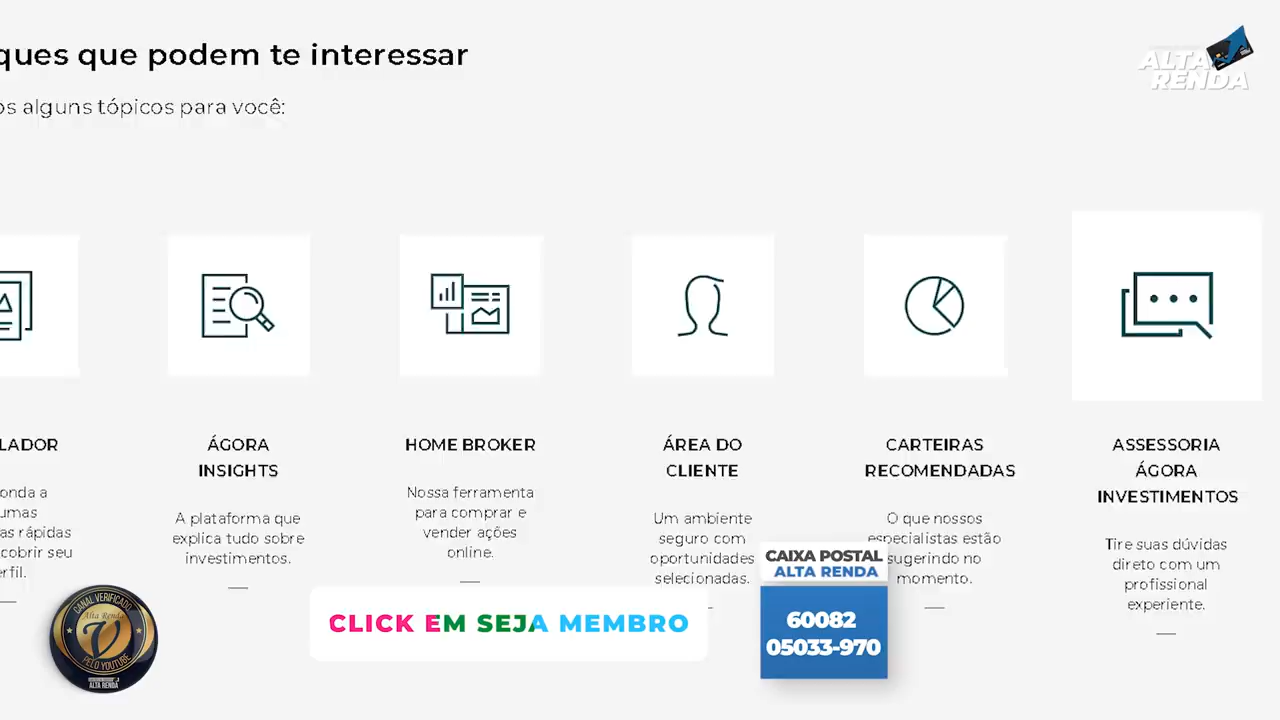 ques que podem te interessar
os alguns tópicos para você:
ALTA
RENDA
LADOR
onda a
umas
as rápidas
cobrir seu
rfil.
ÁGORA
INSIGHTS
A plataforma que
explica tudo sobre
investimentos.
HOME BROKER
Nossa ferramenta
para comprar e
vender ações
online.
ÁREA DO
CLIENTE
Um ambiente
seguro com
oportunidades
selecionadas.
CARTEIRAS
RECOMENDADAS
O que nossos
especialistas estão
sugerindo no
momento.
ASSESSORIA
ÁGORA
INVESTIMENTOS
Tire suas dúvidas
direto com um
profissional
experiente.
CANAL VERIFICADO
Alta Renda
V
PELO YOUTUBE
ALTA RENDA
CLICK EM SEJA MEMBRO
CAIXA POSTAL
ALTA RENDA
60082
05033-970